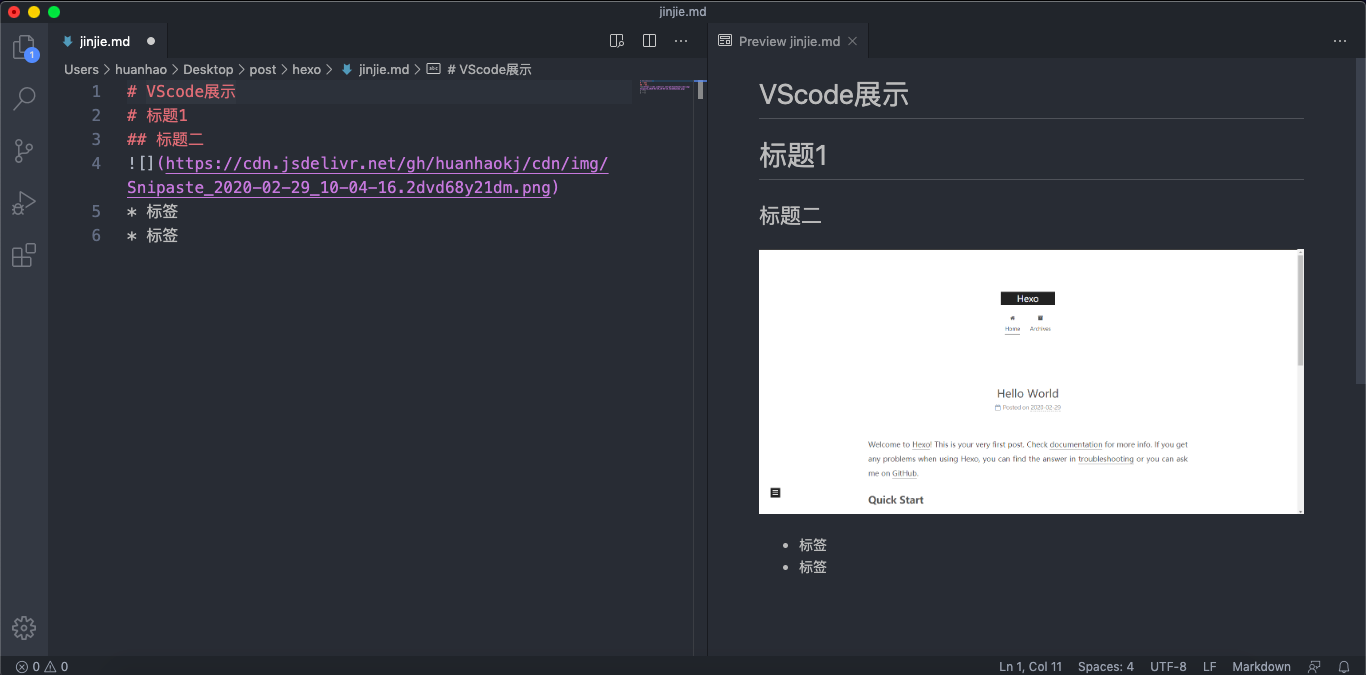 jinjie.md
1
jinjie.md
Preview jinjie.md
Users > huanhao > Desktop > post > hexo > jinjie.md > abc # VScode展示
1 # VScode展示
2 # 标题1
3 ## 标题二
4 ![](https://cdn.jsdelivr.net/gh/huanhaokj/cdn/img/
Snipaste_2020-02-29_10-04-16.2dvd68y21dm.png)
5 * 标签
6 * 标签
VScode展示
标题1
标题二
Hexo
Home Archives
Hello World
Posted on 2020-02-29
Welcome to Hexo! This is your very first post. Check documentation for more info. If you get
any problems when using Hexo, you can find the answer in troubleshooting or you can ask
me on GitHub.
Quick Start
• 标签
• 标签
0 0
Ln 1, Col 11 Spaces: 4 UTF-8 LF Markdown